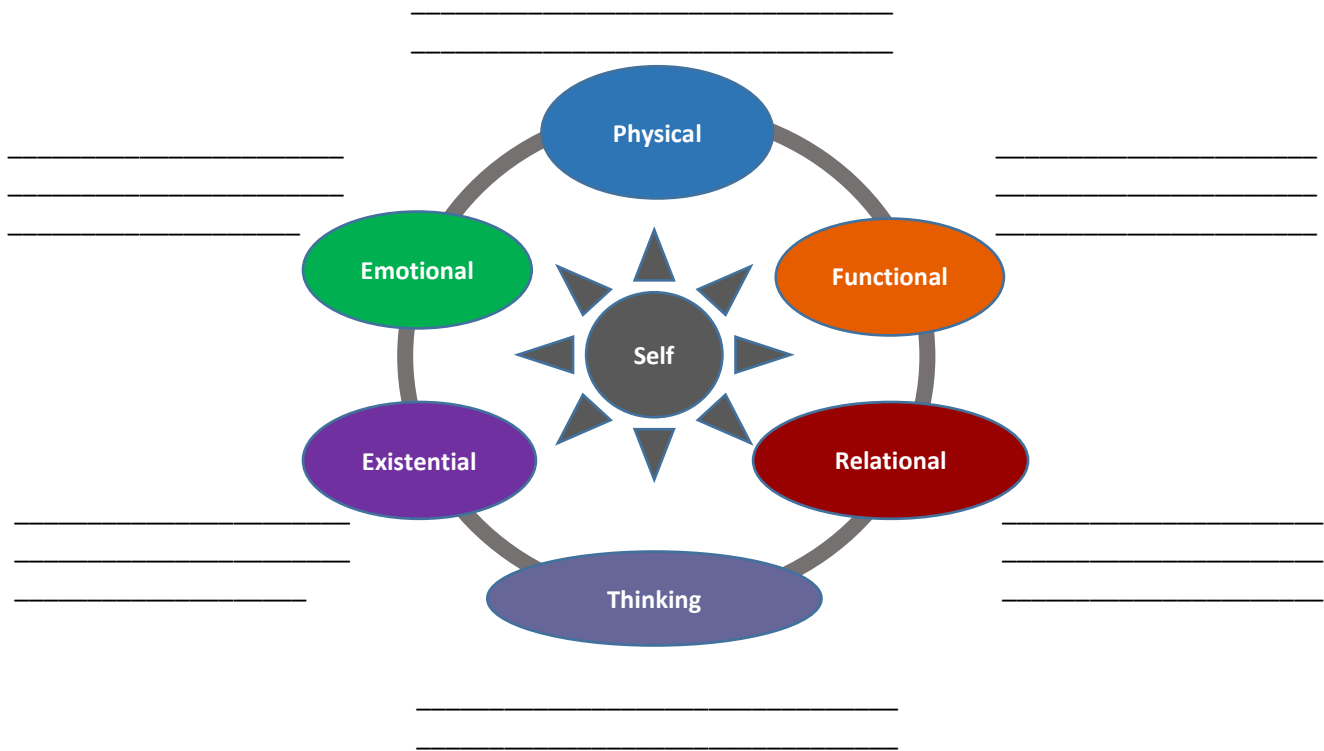 Physical
Emotional
Functional
Self
Existential
Relational
Thinking